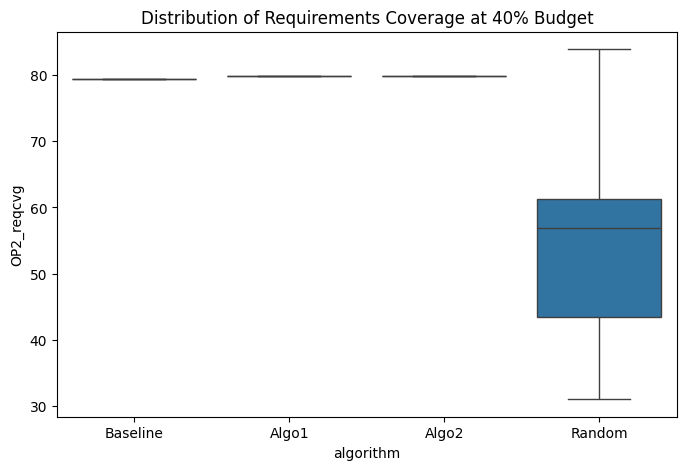 Distribution of Requirements Coverage at 40% Budget
80
70
60
50
40
30
OP2_reqcvg
Baseline
Algo1
Algo2
Random
algorithm